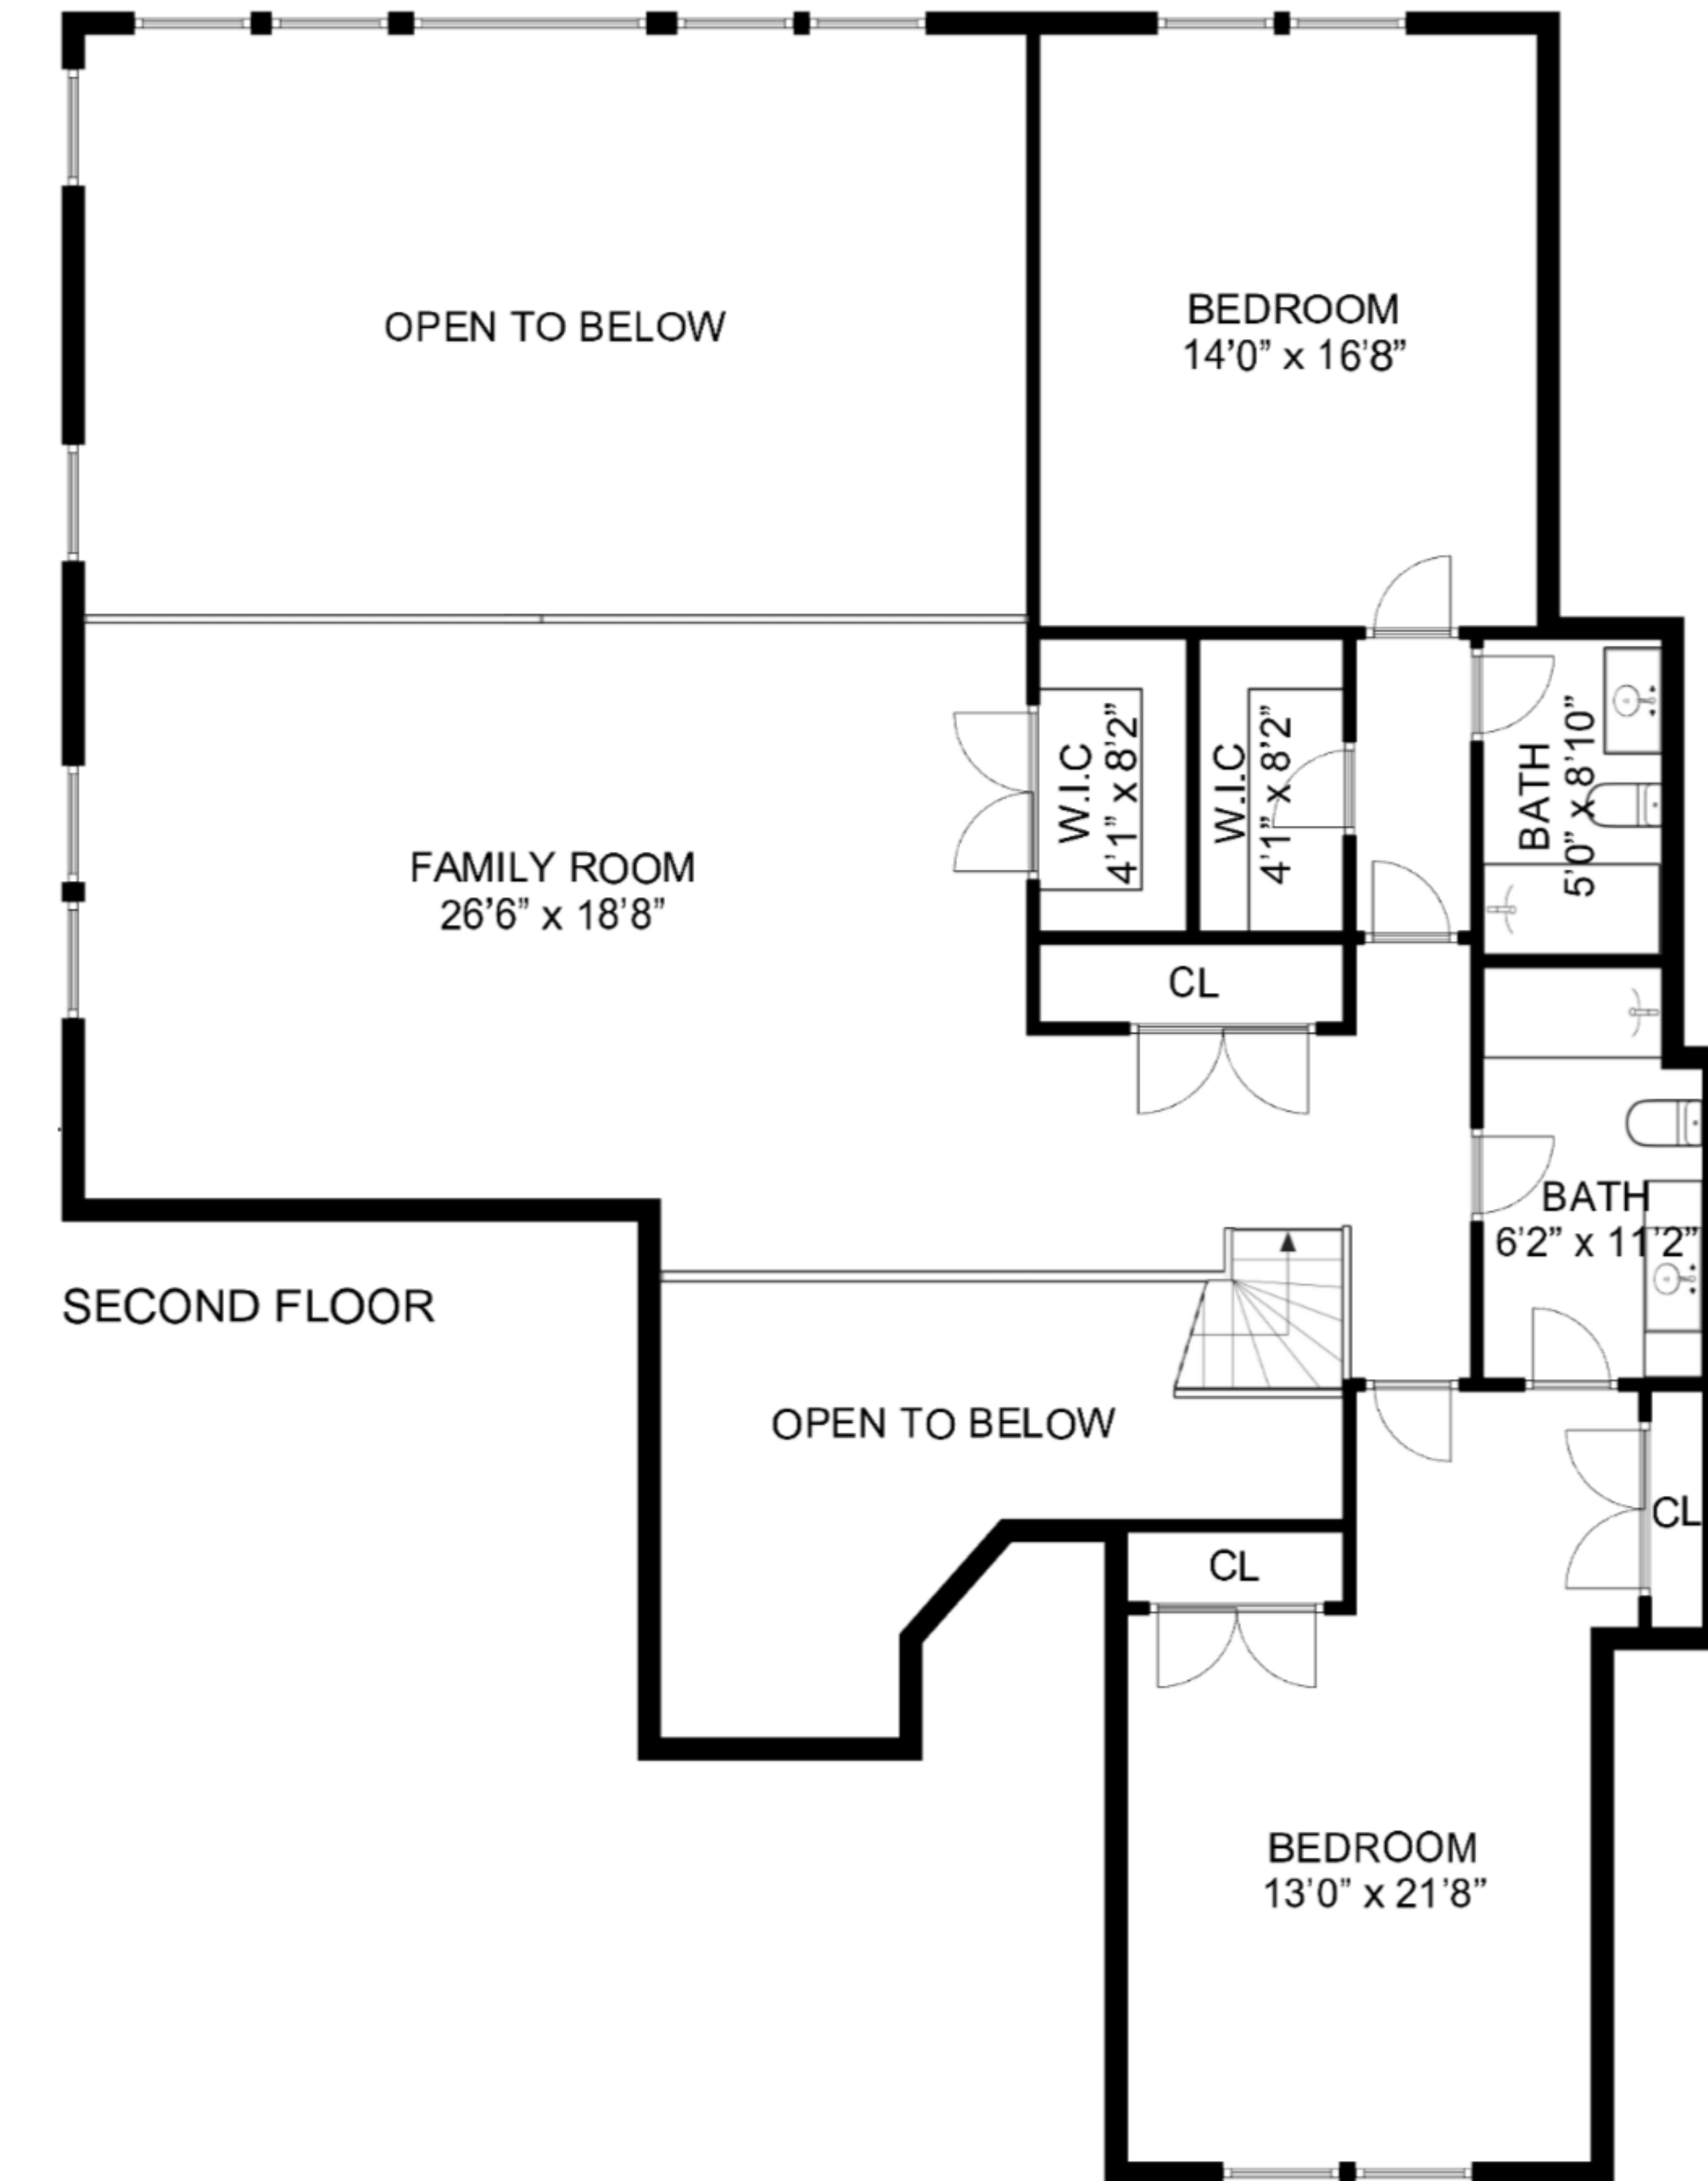 OPEN TO BELOW
BEDROOM
14'0” x 16'8”
W.I.C
4'1” x 8'2”
W.I.C
4'1” x 8'2”
BATH
5'0” x 8'10”
FAMILY ROOM
26'6” x 18'8”
CL
BATH
6'2” x 11'2”
SECOND FLOOR
OPEN TO BELOW
CL
CL
BEDROOM
13'0” x 21'8”